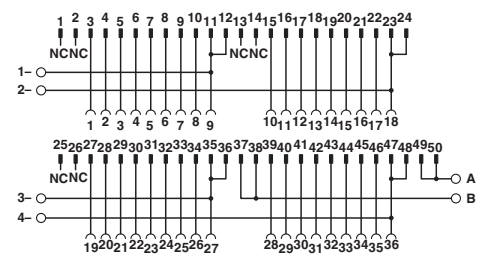 1 2 3 4 5 6 7 8 9 10 11 12 13 14 15 16 17 18 19 20 21 22 23 24
NC NC NC NC
1–
2–
1 2 3 4 5 6 7 8 9 10 11 12 13 14 15 16 17 18
25 26 27 28 29 30 31 32 33 34 35 36 37 38 39 40 41 42 43 44 45 46 47 48 49 50
NC NC
A
3– B
4–
19 20 21 22 23 24 25 26 27 28 29 30 31 32 33 34 35 36